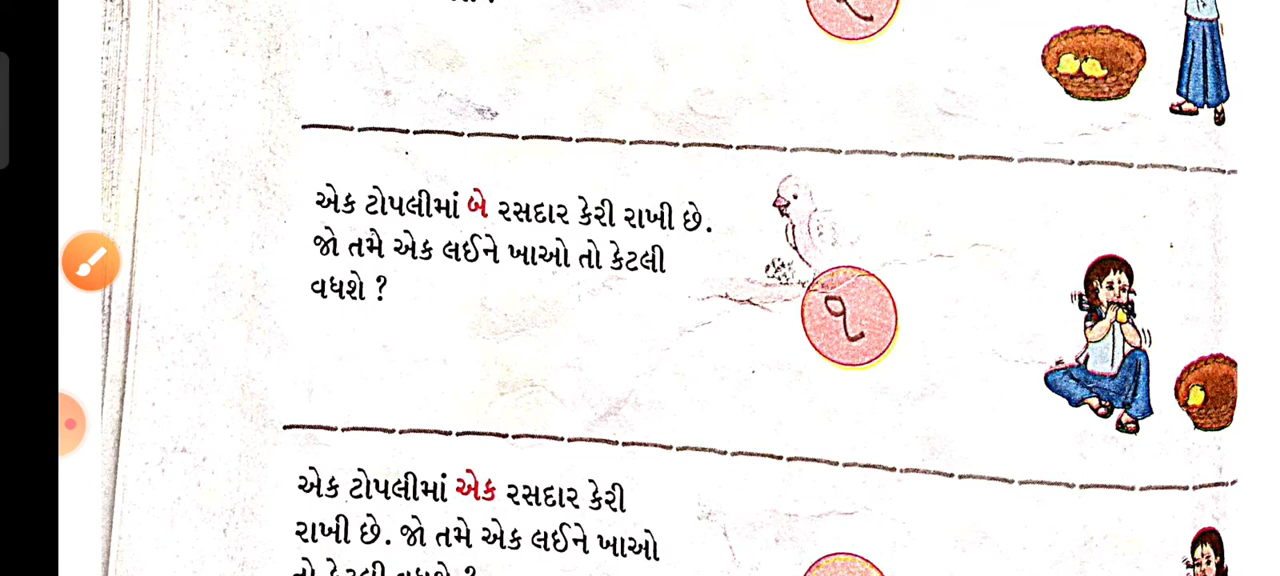 એક ટોપલીમાં બે રસદાર કેરી રાખી છે.
જો તમે એક લઈને ખાઓ તો કેટલી
વધશે ?
૧
એક ટોપલીમાં એક રસદાર કેરી
રાખી છે. જો તમે એક લઈને ખાઓ